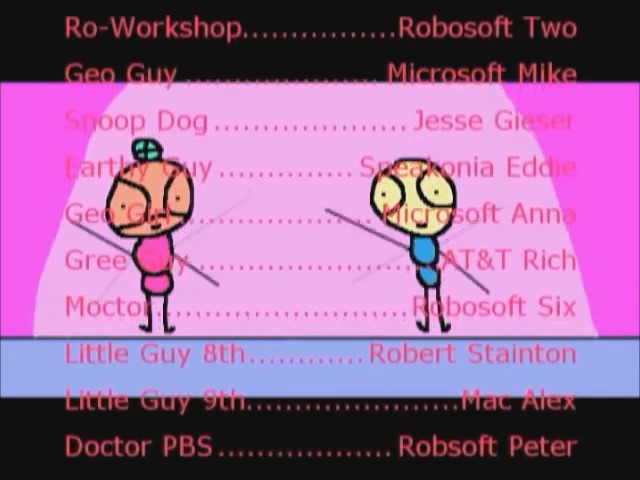 Ro-Workshop................Robosoft Two
Geo Guy .................... Microsoft Mike
Snoop Dog.................... Jesse Gieser
Earthy Guy.............. Speakonia Eddie
Geo Girl.................... Microsoft Anna
Gree Guy.........................AT&T Rich
Moctor..........................Robosoft Six
Little Guy 8th............ Robert Stainton
Little Guy 9th......................Mac Alex
Doctor PBS.................. Robsoft Peter